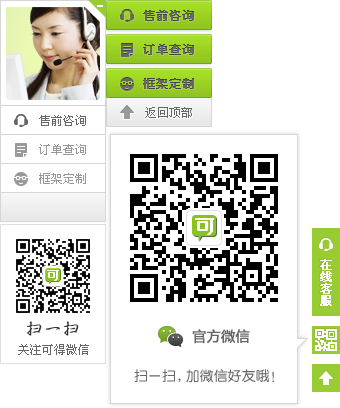 售前咨询
订单查询
框架定制
返回顶部
售前咨询
订单查询
框架定制
可
扫一扫
关注可得微信
可
官方微信
扫一扫，加微信好友哦！
在线客服